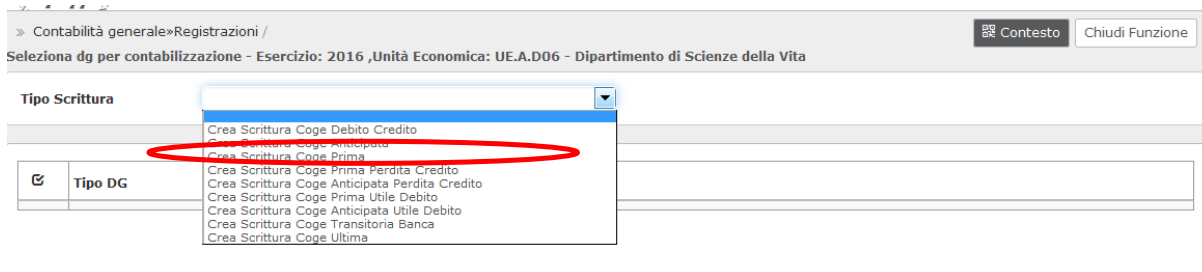 » Contabilità generale»Registrazioni /
Contesto
Chiudi Funzione
Seleziona dg per contabilizzazione - Esercizio: 2016 ,Unità Economica: UE.A.D06 - Dipartimento di Scienze della Vita
Tipo Scrittura
Crea Scrittura Coge Debito Credito
Crea Scrittura Coge Anticipata
Crea Scrittura Coge Prima
Crea Scrittura Coge Prima Perdita Credito
Crea Scrittura Coge Anticipata Perdita Credito
Crea Scrittura Coge Prima Utile Debito
Crea Scrittura Coge Anticipata Utile Debito
Crea Scrittura Coge Transitoria Banca
Crea Scrittura Coge Ultima
Tipo DG